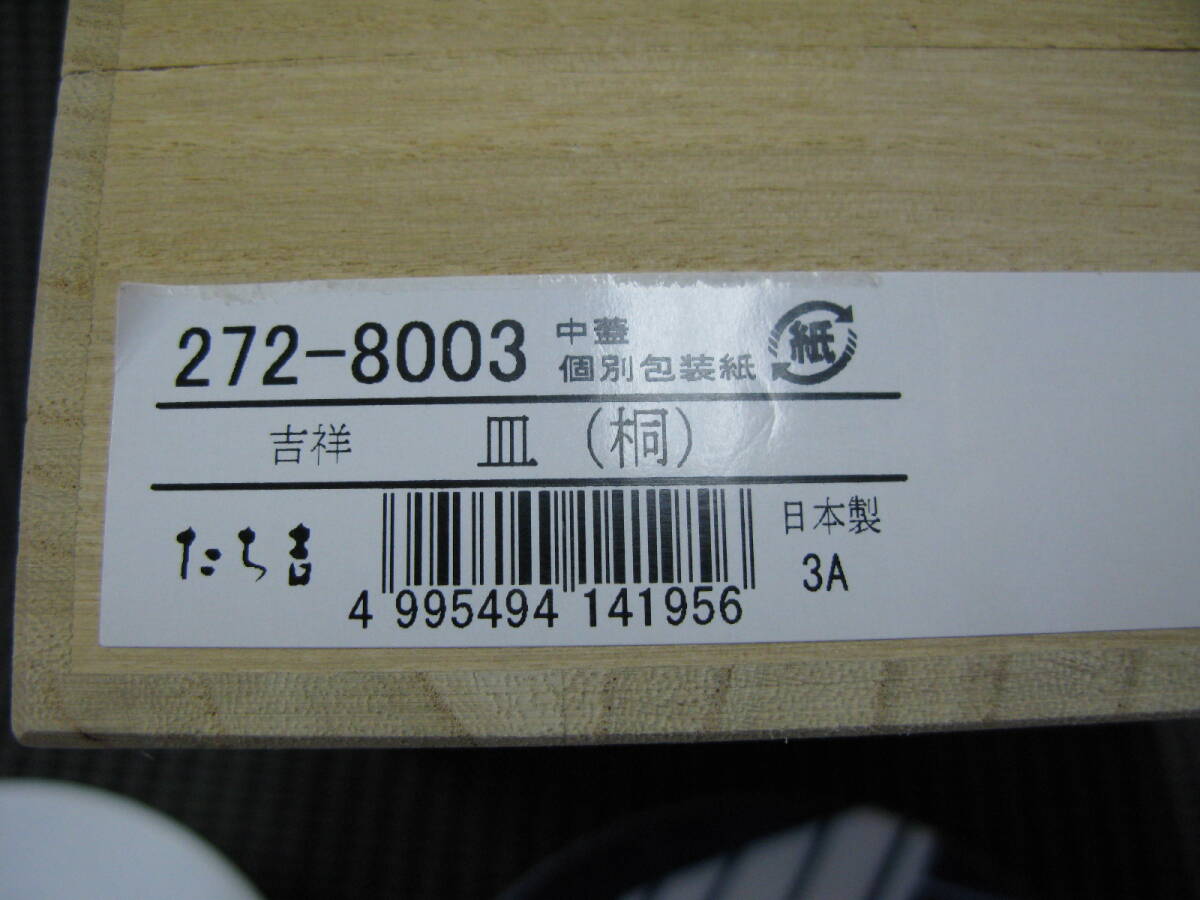 272-8003
中蓋
個別包装紙
紙
吉祥 皿(桐)
たち吉
日本製
3A
4 995494 141956